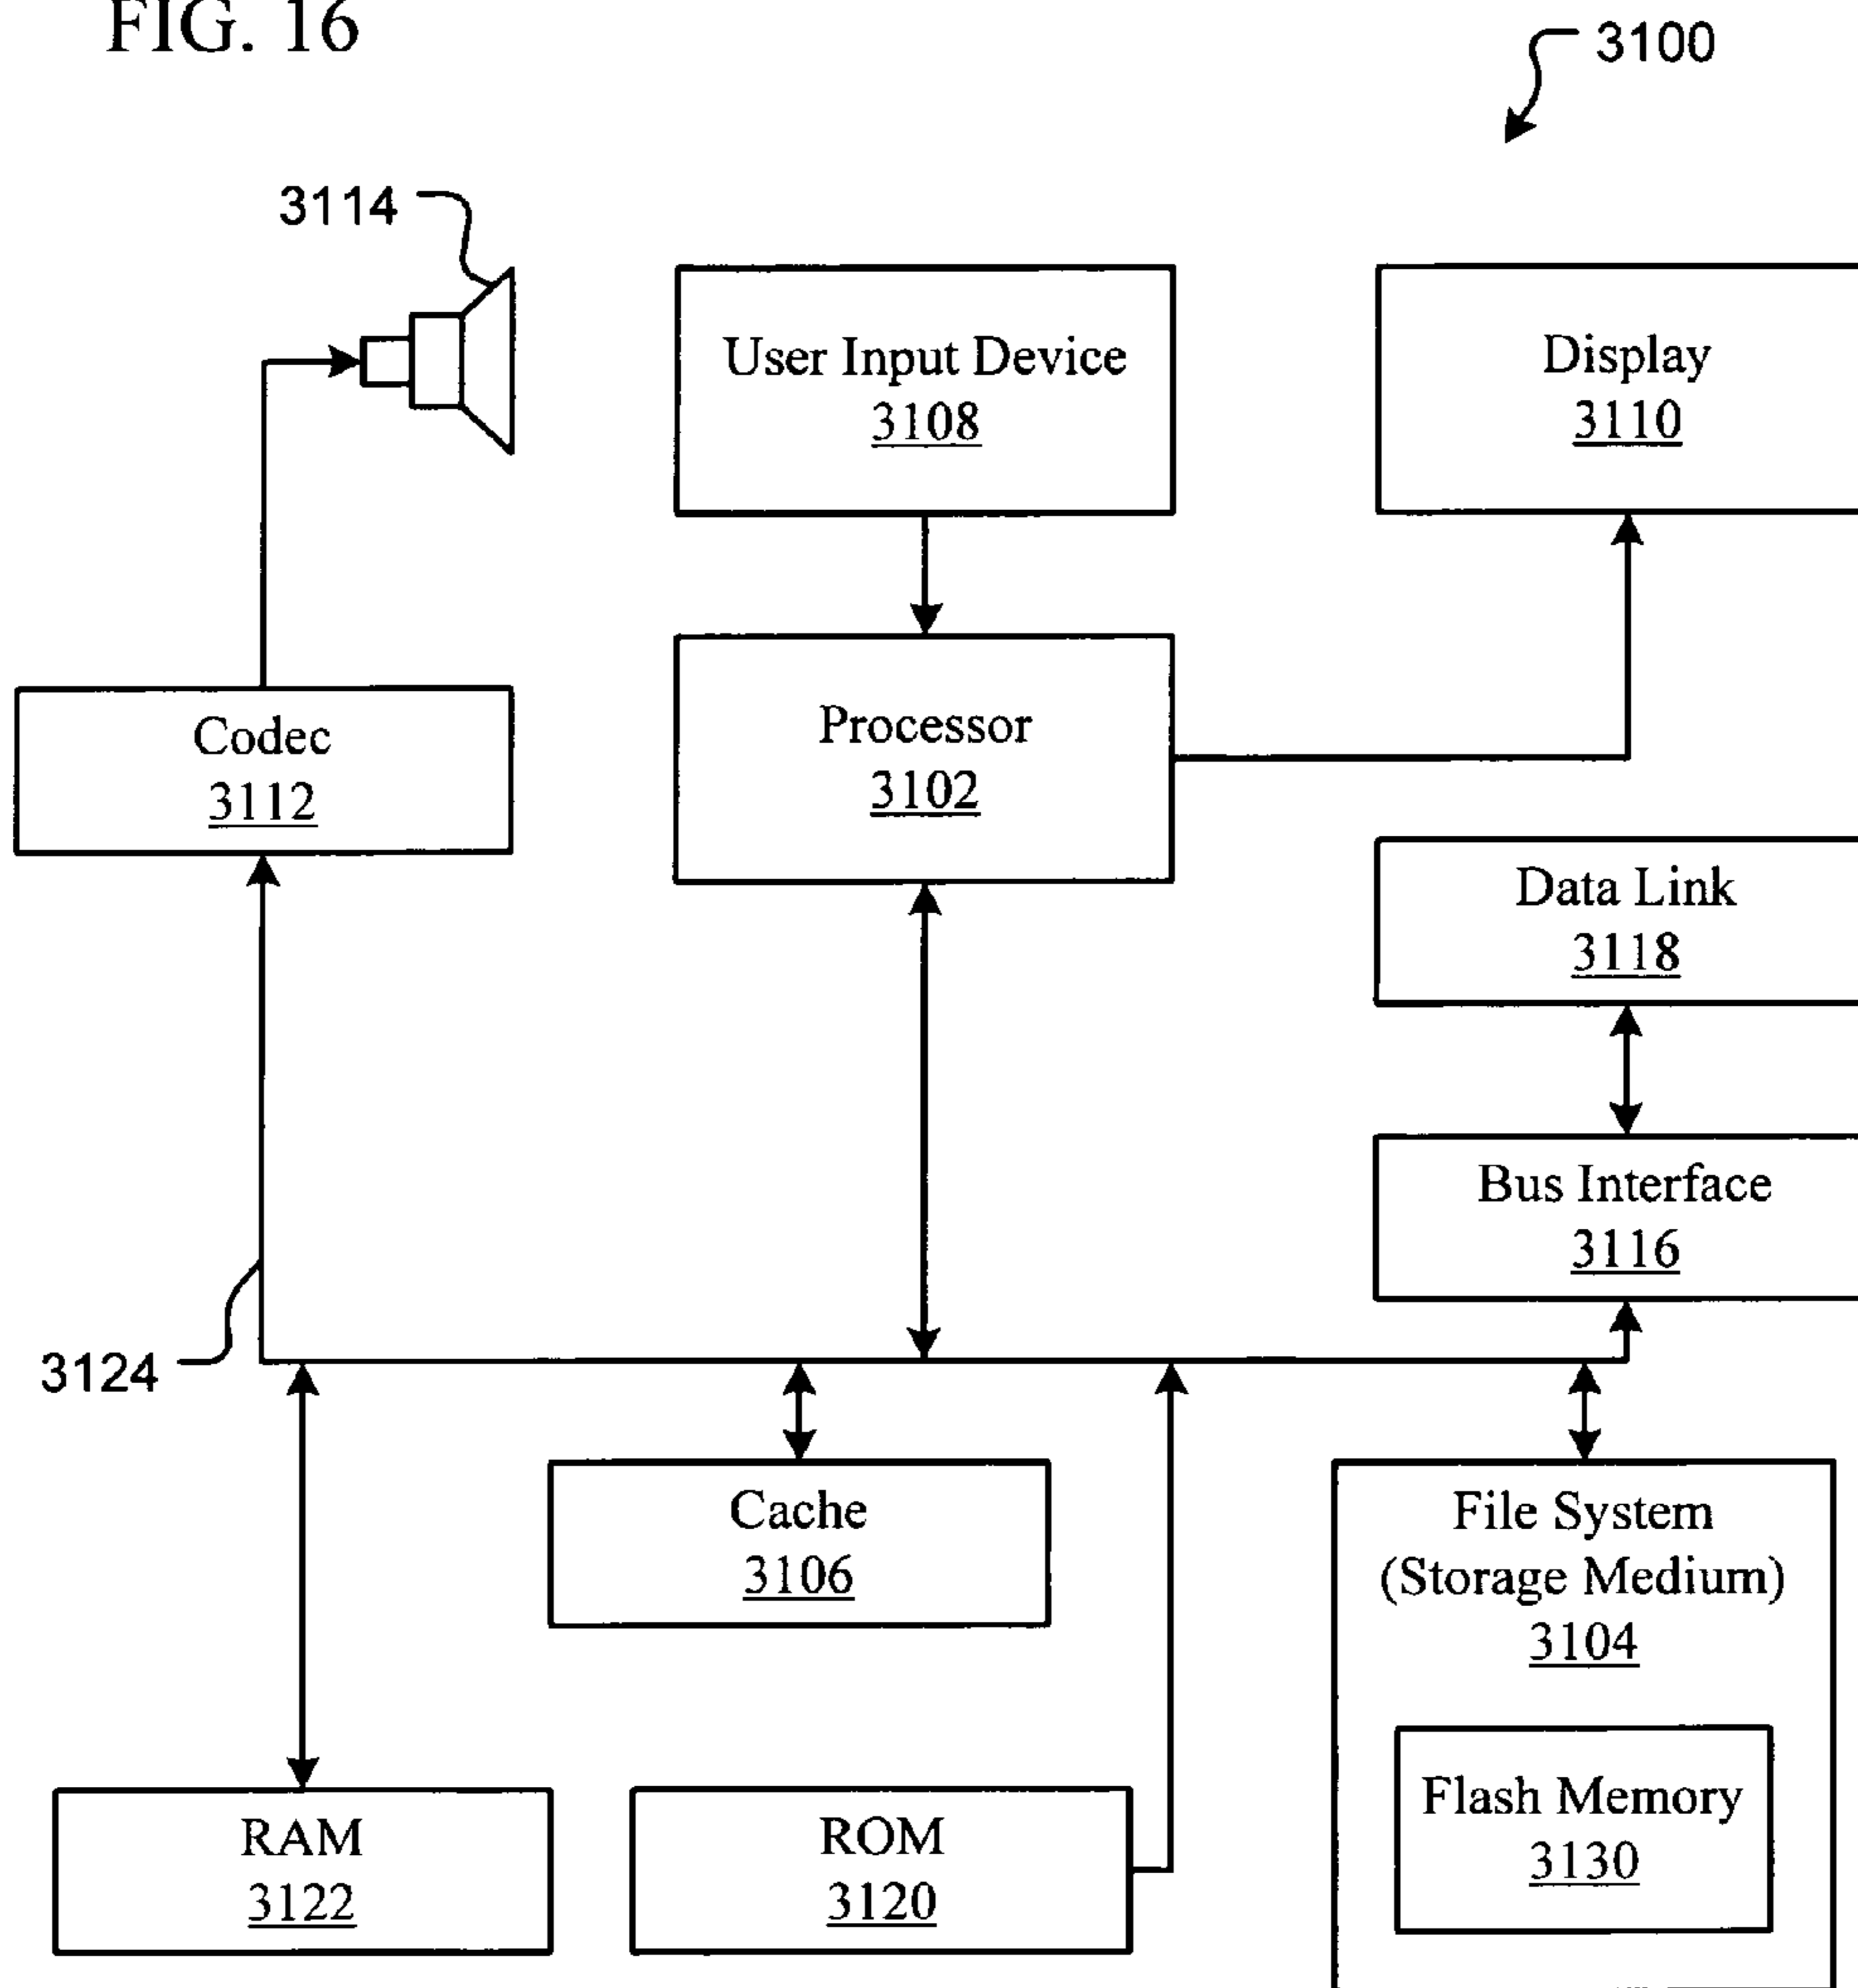 FIG. 16
3100
3114
User Input Device
3108
Display
3110
Processor
3102
Codec
3112
Data Link
3118
Bus Interface
3116
3124
Cache
3106
File System
(Storage Medium)
3104
Flash Memory
3130
RAM
3122
ROM
3120